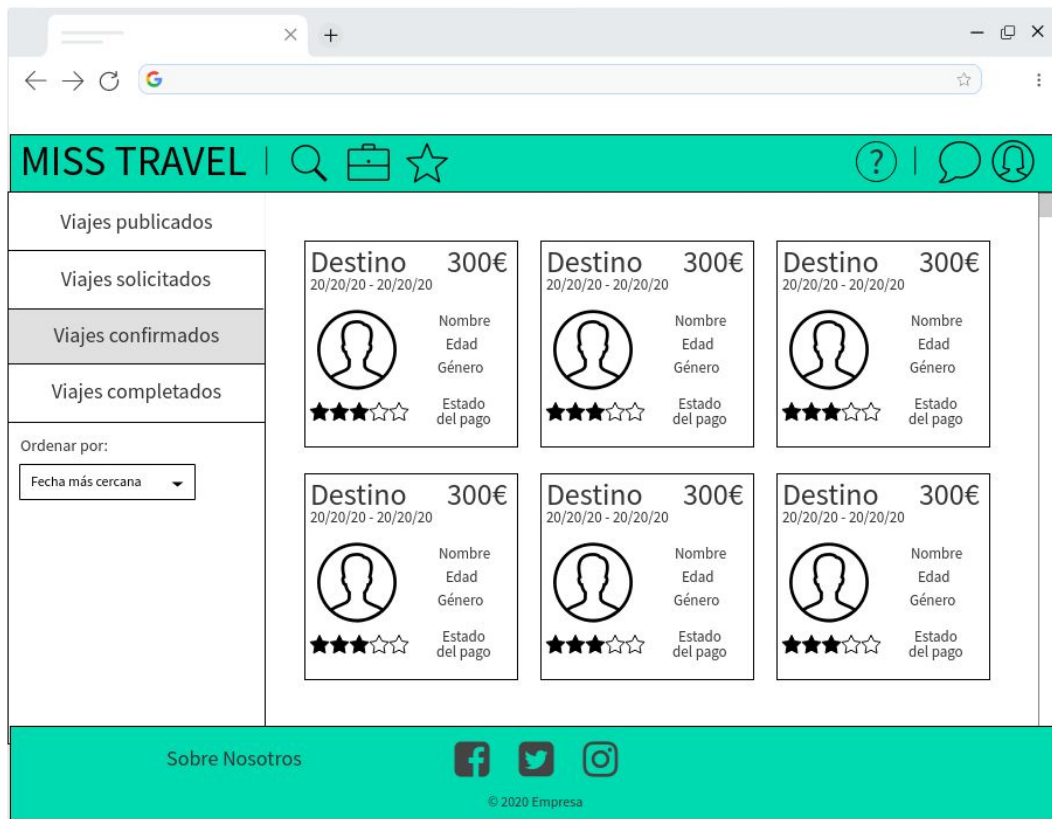 MISS TRAVEL
?
Viajes publicados
Viajes solicitados
Viajes confirmados
Viajes completados
Ordenar por:
Fecha más cercana
Destino 300€
20/20/20 - 20/20/20
Nombre
Edad
Género
Estado
del pago
Destino 300€
20/20/20 - 20/20/20
Nombre
Edad
Género
Estado
del pago
Destino 300€
20/20/20 - 20/20/20
Nombre
Edad
Género
Estado
del pago
Destino 300€
20/20/20 - 20/20/20
Nombre
Edad
Género
Estado
del pago
Destino 300€
20/20/20 - 20/20/20
Nombre
Edad
Género
Estado
del pago
Destino 300€
20/20/20 - 20/20/20
Nombre
Edad
Género
Estado
del pago
Sobre Nosotros
© 2020 Empresa